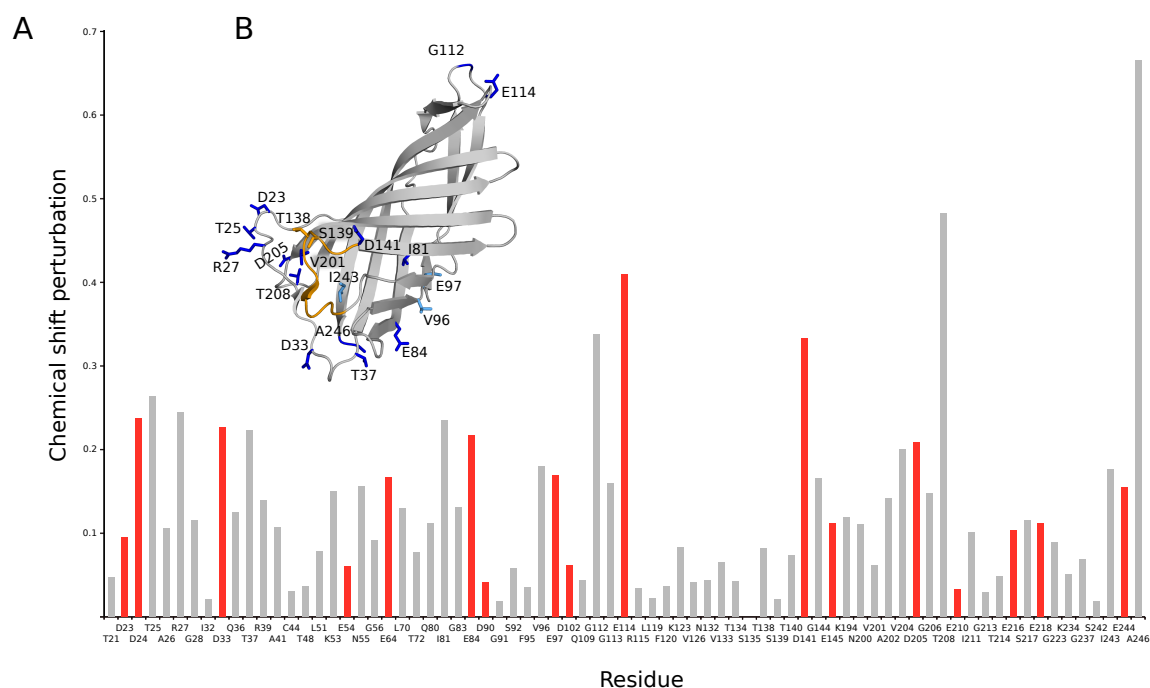 A
B
0.7
0.6
0.5
0.4
0.3
0.2
0.1
Chemical shift perturbation
G112
E114
D23
T138
T25
S139
D141
I81
R27
D205
V201
I243
E97
T208
V96
A246
D33
E84
T37
D23 T25 R27 I32 Q36 R39 C44 L51 E54 G56 L70 Q80 G83 D90 S92 V96 D102 G112 E114 L119 K123 N132 T134 T138 T140 G144 K194 V201 V204 G206 E210 G213 E216 E218 K234 S242 E244
T21 D24 A26 G28 D33 T37 A41 T48 K53 N55 E64 T72 I81 E84 G91 F95 E97 Q109 G113 R115 F120 V126 V133 S135 S139 D141 E145 N200 A202 D205 T208 I211 T214 S217 G223 G237 I243 A246
Residue